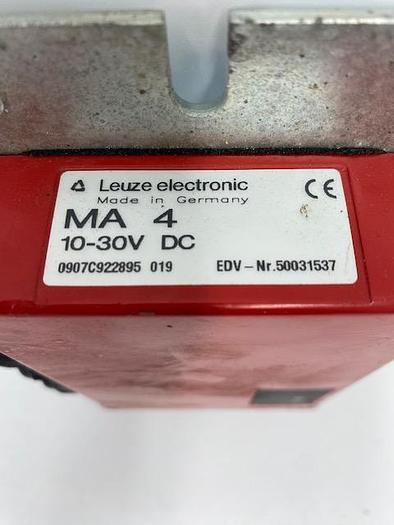 Leuze electronic
Made in Germany
CE
MA 4
10-30V DC
0907C922895 019 EDV-Nr.50031537